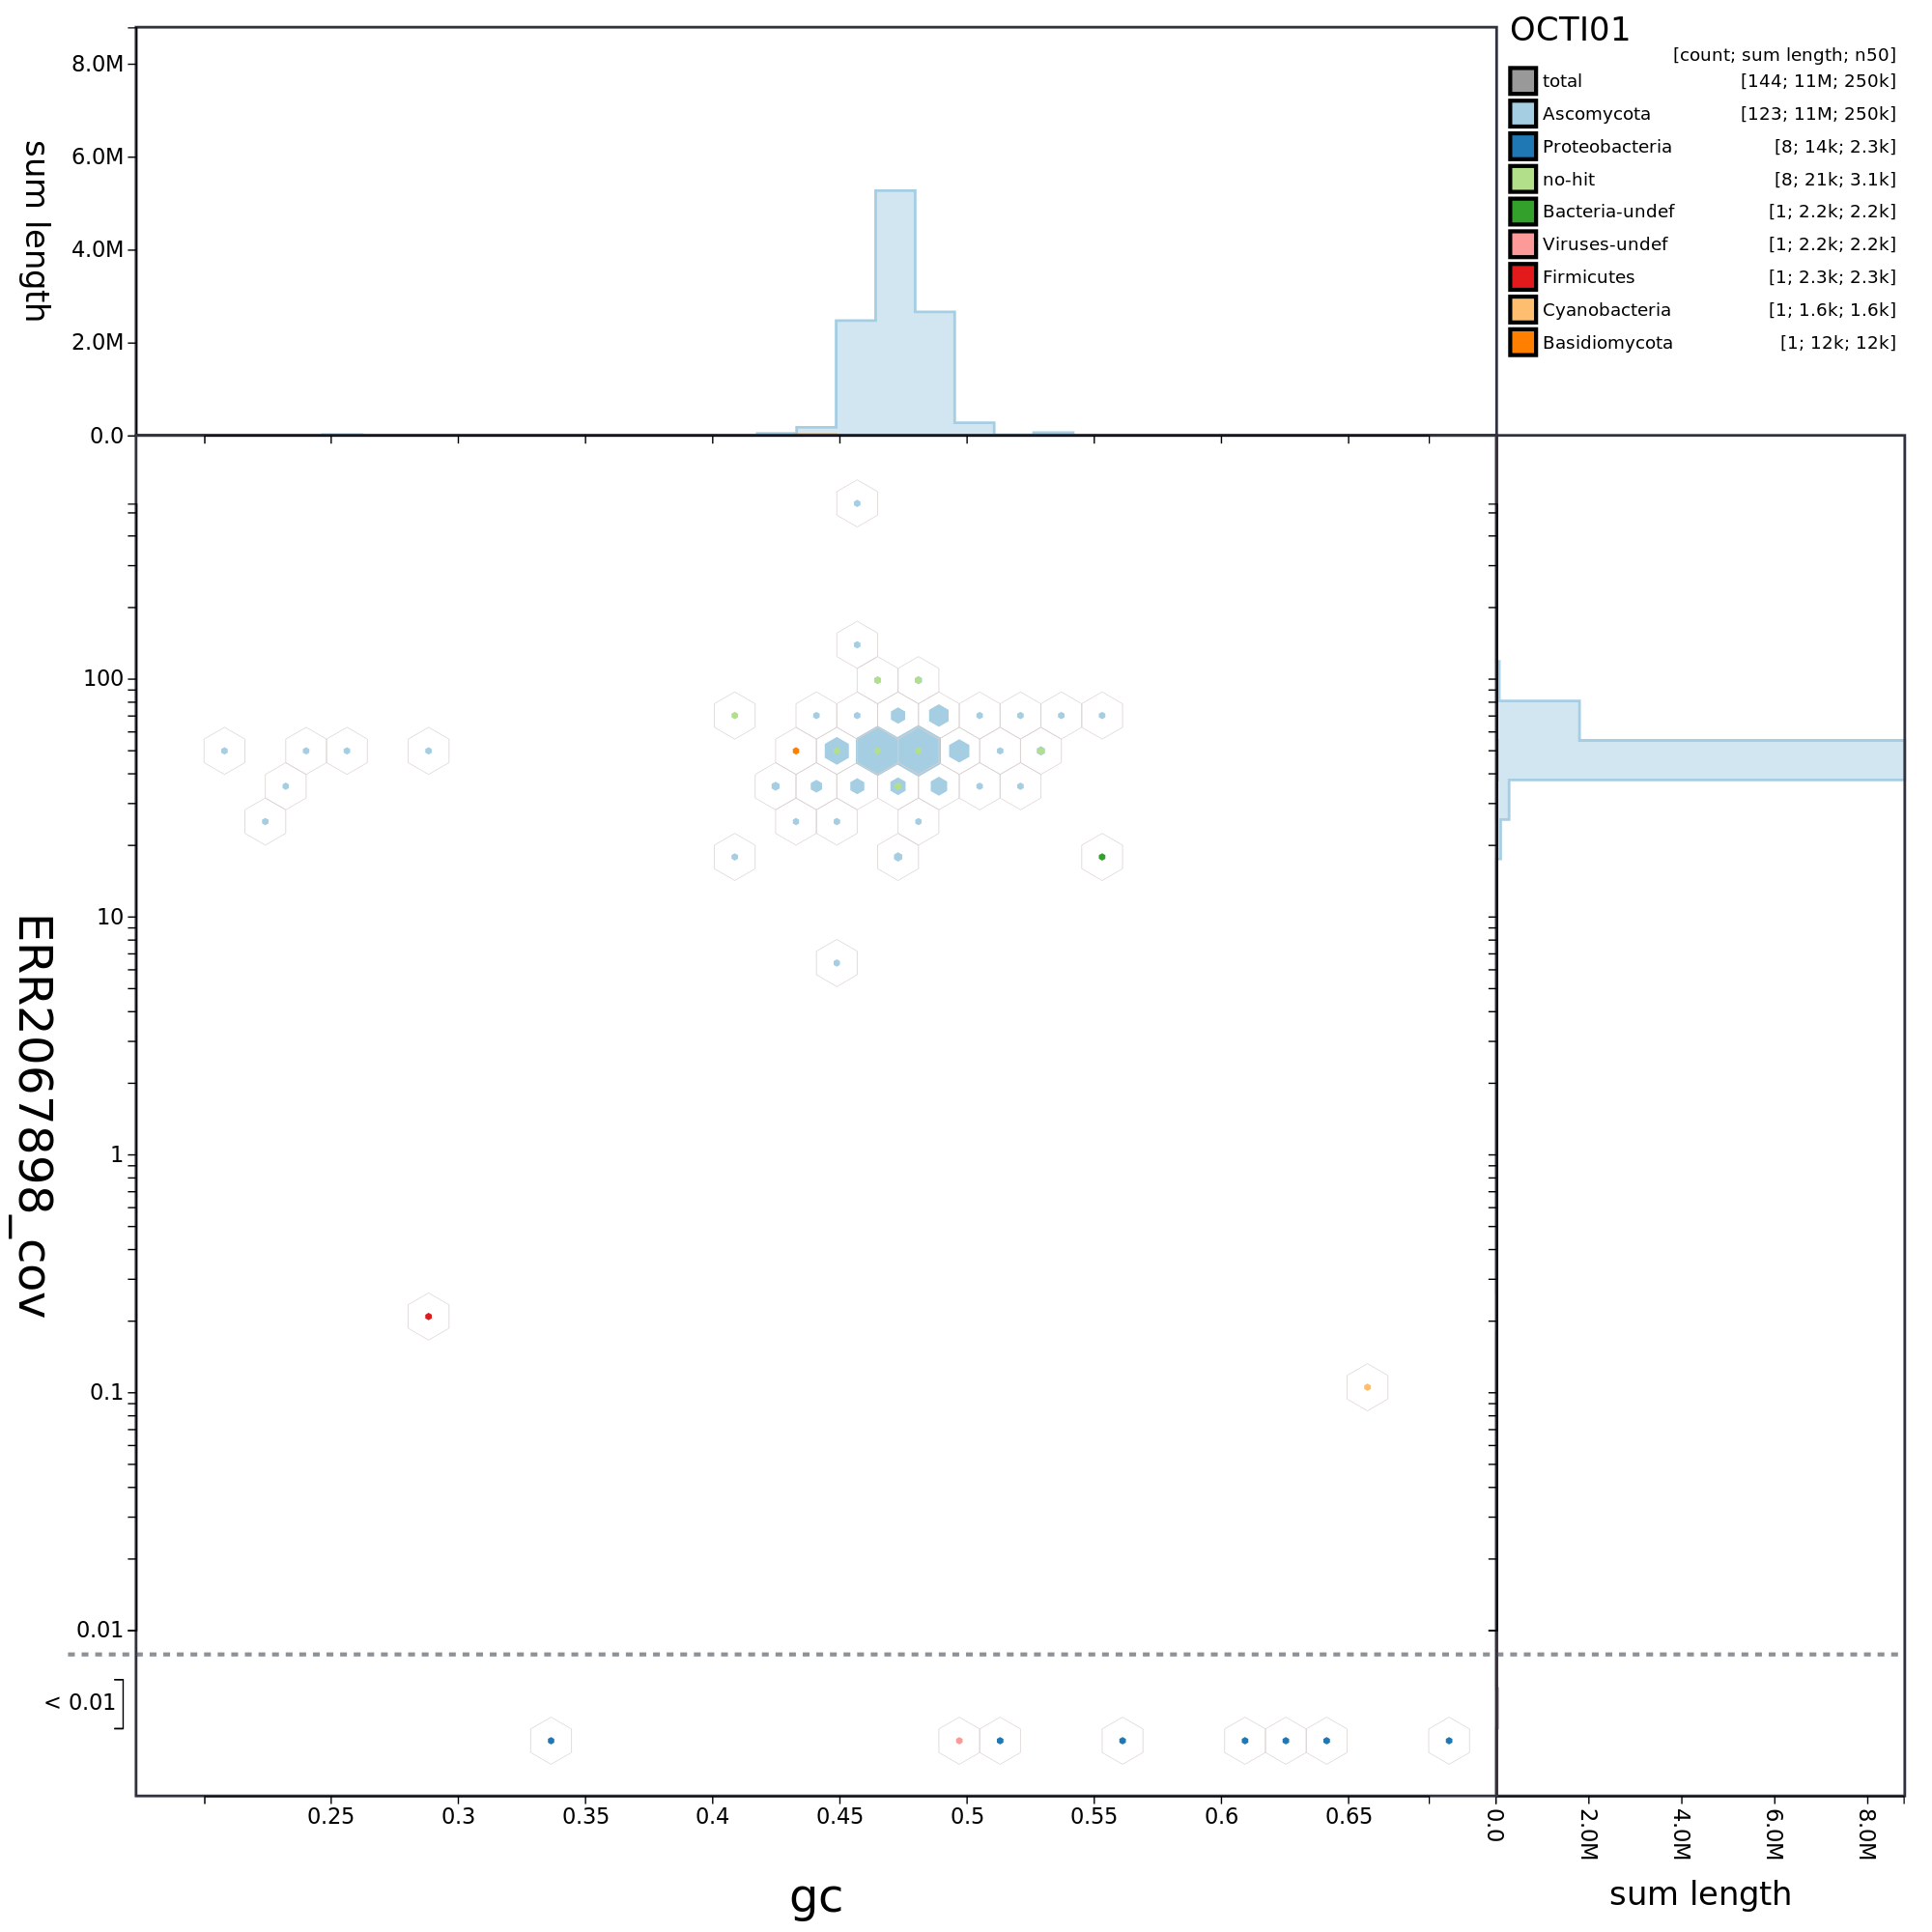 OCTI01
[count; sum length; n50]
total [144; 11M; 250k]
Ascomycota [123; 11M; 250k]
Proteobacteria [8; 14k; 2.3k]
no-hit [8; 21k; 3.1k]
Bacteria-undef [1; 2.2k; 2.2k]
Viruses-undef [1; 2.2k; 2.2k]
Firmicutes [1; 2.3k; 2.3k]
Cyanobacteria [1; 1.6k; 1.6k]
Basidiomycota [1; 12k; 12k]
sum length
8.0M
6.0M
4.0M
2.0M
0.0
ERR2067898_cov
100
10
1
0.1
0.01
< 0.01
0.25 0.3 0.35 0.4 0.45 0.5 0.55 0.6 0.65
gc
0.0 2.0M 4.0M 6.0M 8.0M
sum length